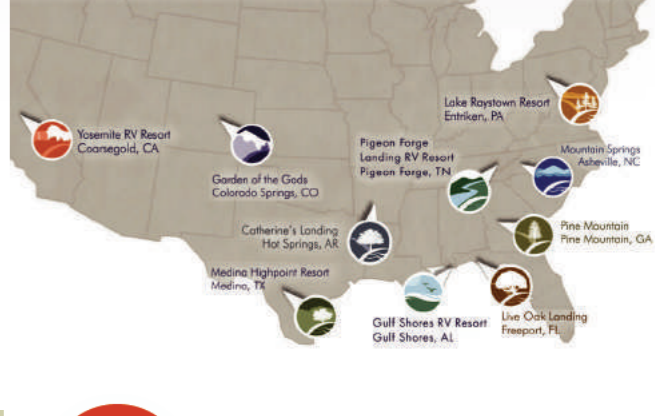 Lake Raystown Resort
Entriken, PA
Yosemite RV Resort
Coarsegold, CA
Pigeon Forge
Landing RV Resort
Pigeon Forge, TN
Mountain Springs
Asheville, NC
Garden of the Gods
Colorado Springs, CO
Catherine's Landing
Hot Springs, AR
Pine Mountain
Pine Mountain, GA
Medina Highpoint Resort
Medina, TX
Gulf Shores RV Resort
Gulf Shores, AL
Live Oak Landing
Freeport, FL